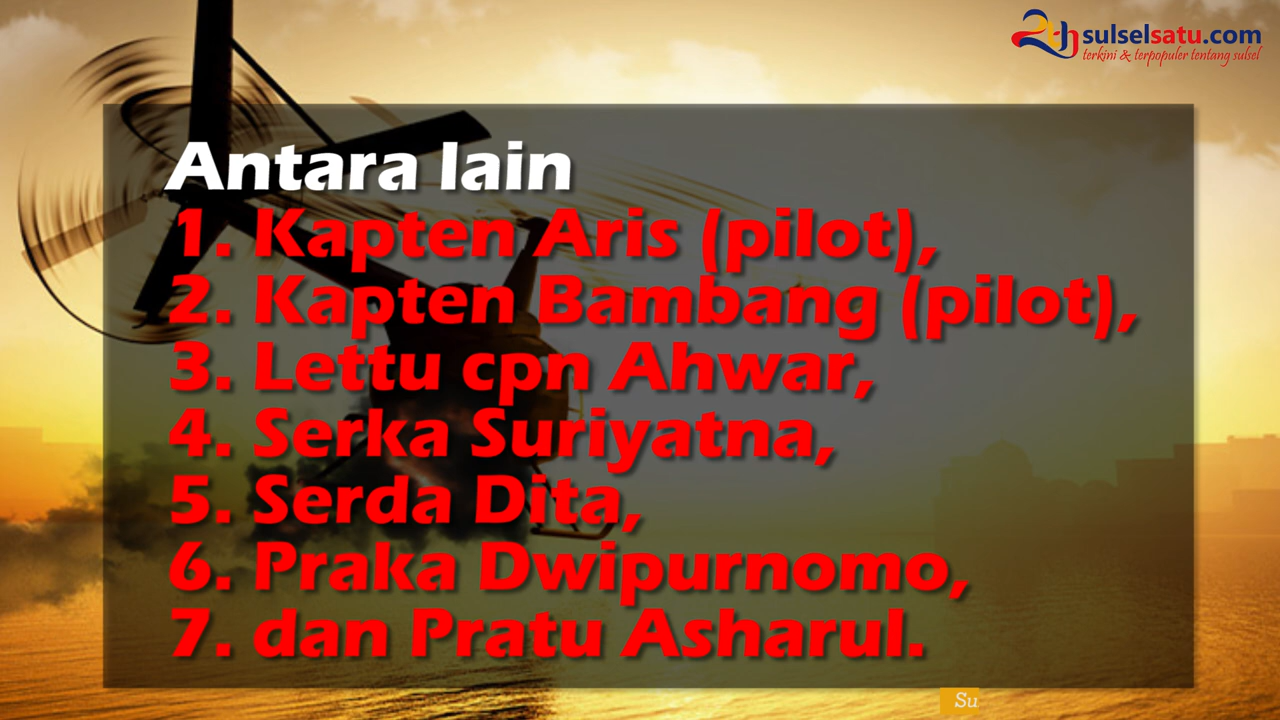 sulselsatu.com
terkini & terpopuler tentang sulsel
Antara lain
1. Kapten Aris (pilot),
2. Kapten Bambang (pilot),
3. Lettu cpn Ahwar,
4. Serka Suriyatna,
5. Serda Dita,
6. Praka Dwipurnomo,
7. dan Pratu Asharul.
Su